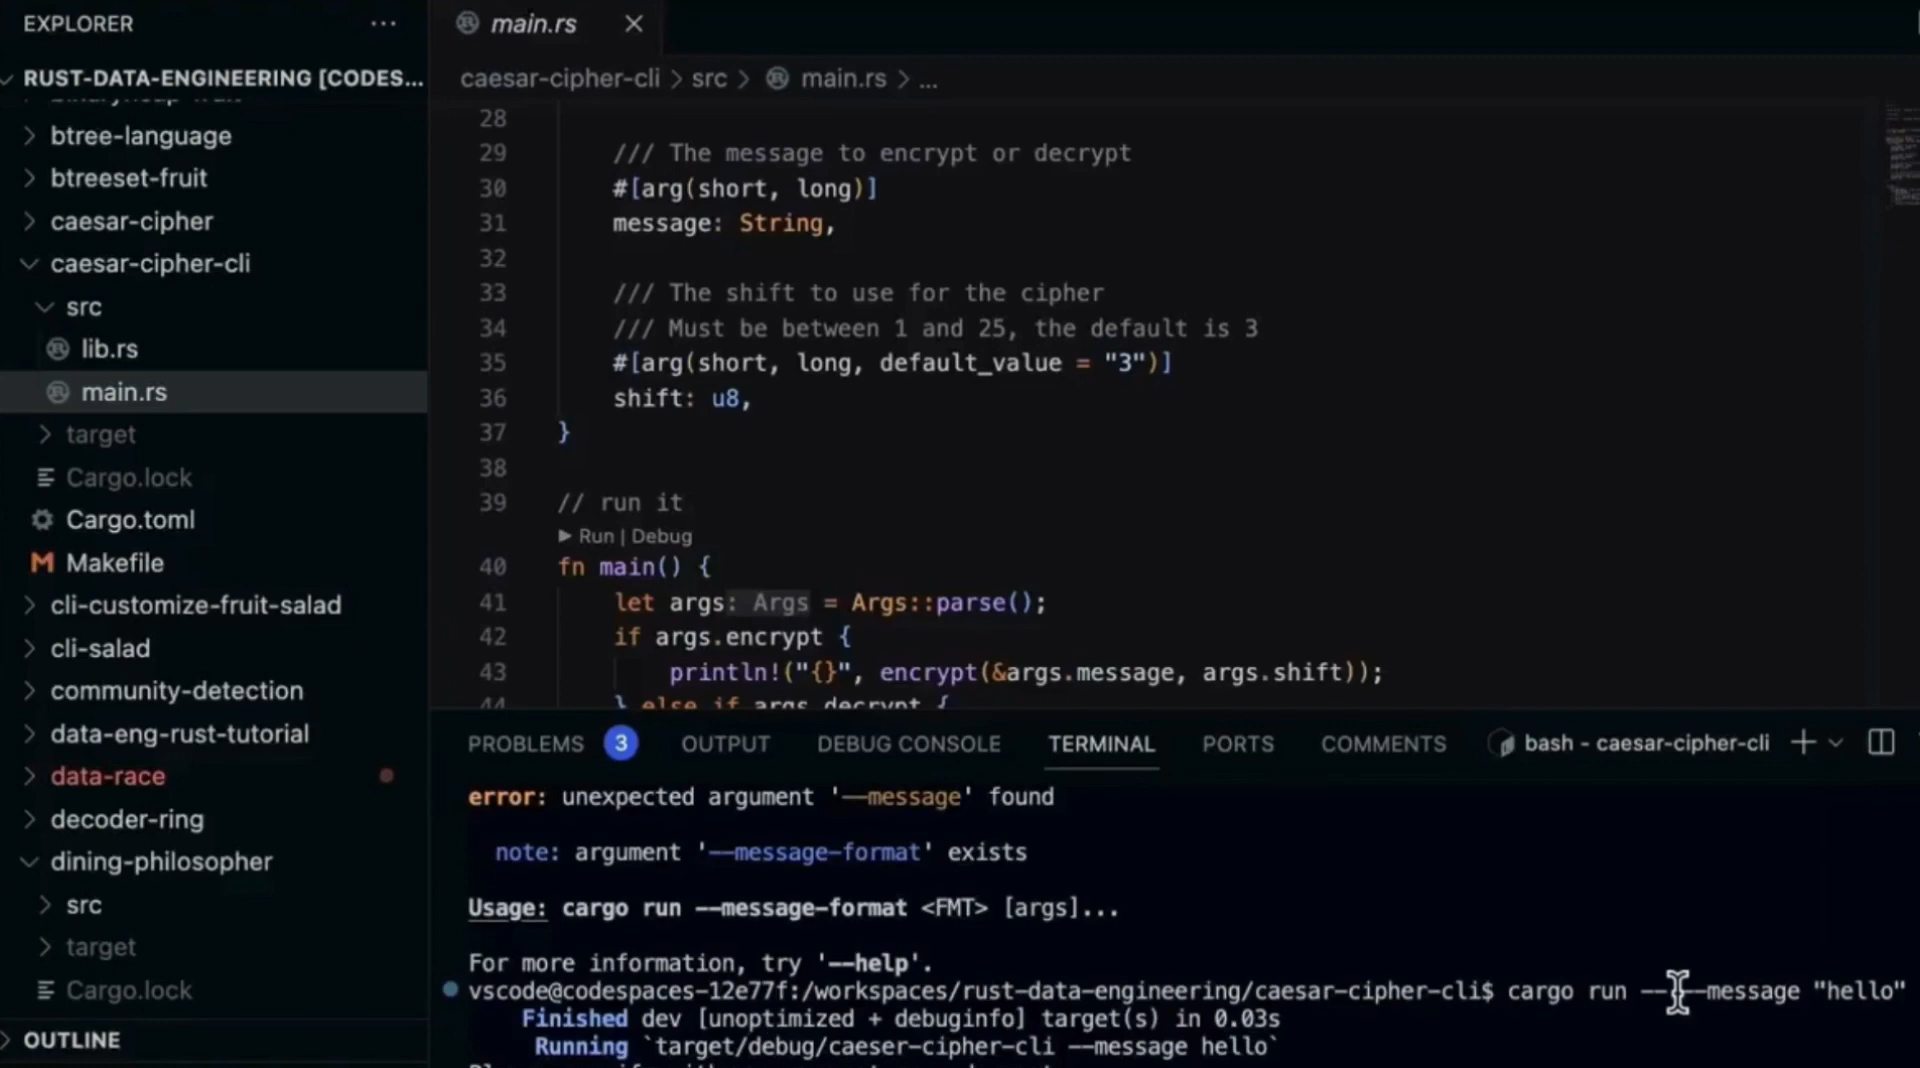 EXPLORER
RUST-DATA-ENGINEERING [CODES...
btree-language
btreeset-fruit
caesar-cipher
caesar-cipher-cli
src
lib.rs
main.rs
target
Cargo.lock
Cargo.toml
Makefile
cli-customize-fruit-salad
cli-salad
community-detection
data-eng-rust-tutorial
data-race
decoder-ring
dining-philosopher
src
target
Cargo.lock
OUTLINE
main.rs
caesar-cipher-cli > src > main.rs > ...
28
29 /// The message to encrypt or decrypt
30 #[arg(short, long)]
31 message: String,
32
33 /// The shift to use for the cipher
34 /// Must be between 1 and 25, the default is 3
35 #[arg(short, long, default_value = "3")]
36 shift: u8,
37 }
38
39 // run it
Run | Debug
40 fn main() {
41 let args: Args = Args::parse();
42 if args.encrypt {
43 println!("{}", encrypt(&args.message, args.shift));
44 } else if args.decrypt {
PROBLEMS 3 OUTPUT DEBUG CONSOLE TERMINAL PORTS COMMENTS bash - caesar-cipher-cli
error: unexpected argument '--message' found
note: argument '--message-format' exists
Usage: cargo run --message-format <FMT> [args]...
For more information, try '--help'.
vscode@codespaces-12e77f:/workspaces/rust-data-engineering/caesar-cipher-cli$ cargo run -- --message "hello"
Finished dev [unoptimized + debuginfo] target(s) in 0.03s
Running `target/debug/caeser-cipher-cli --message hello`